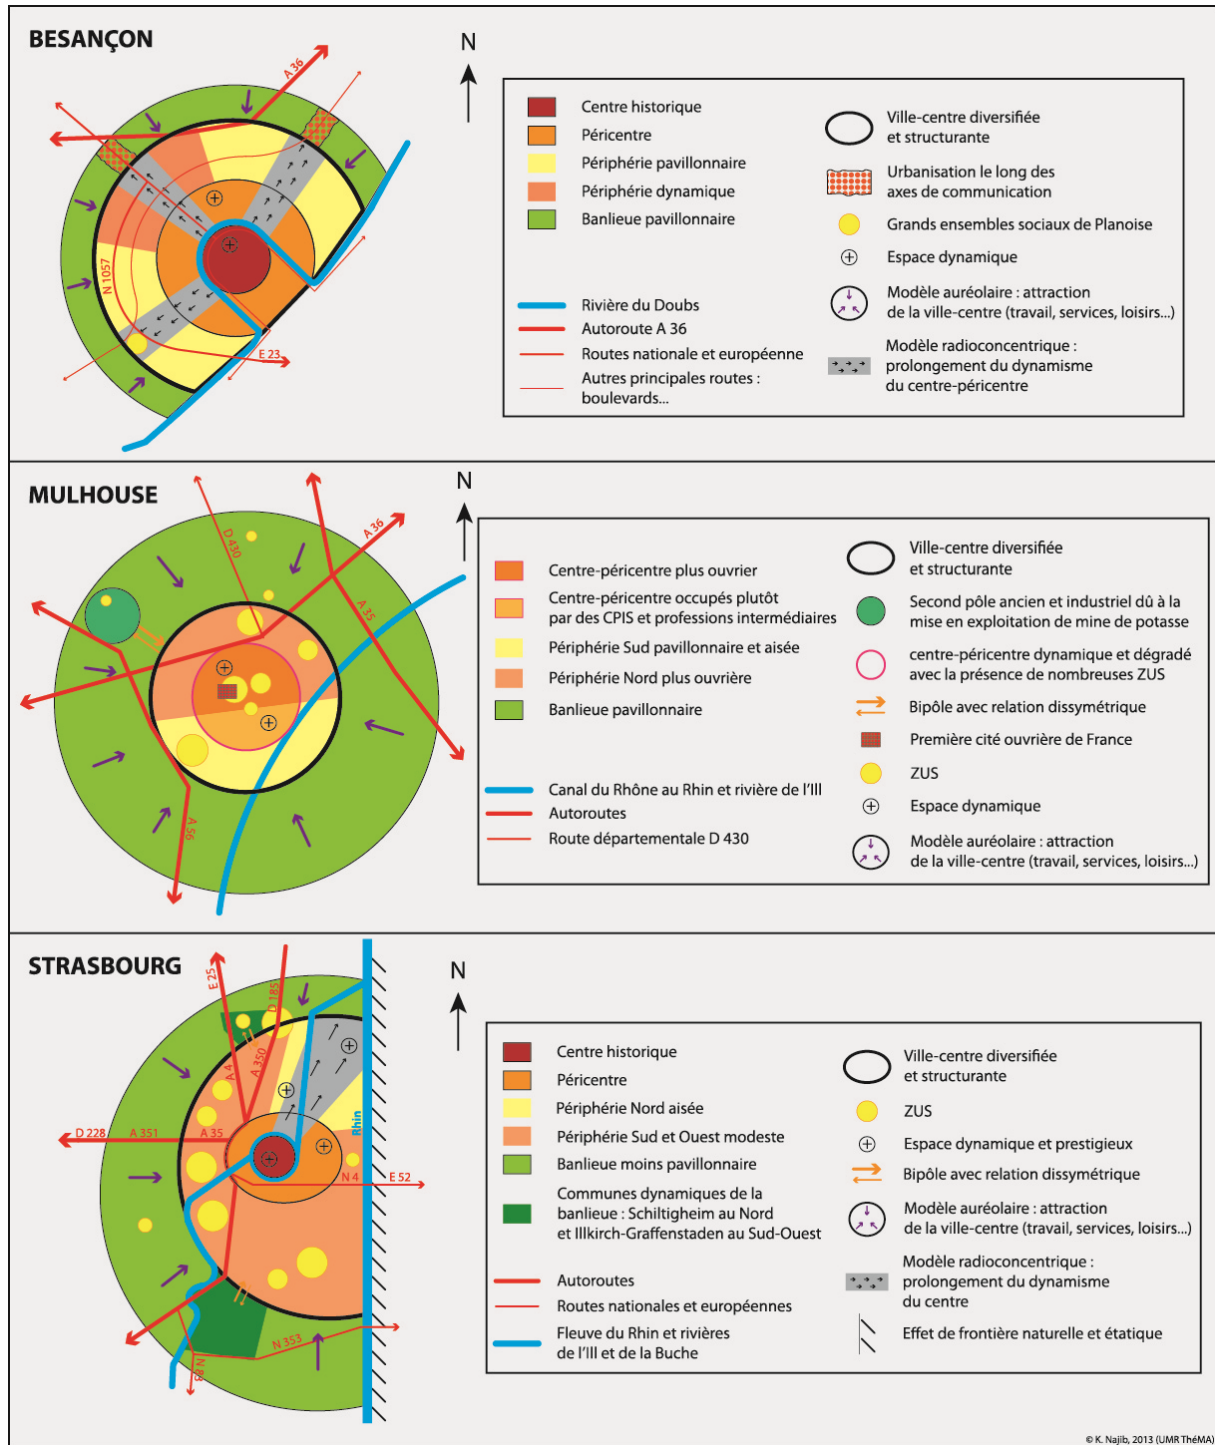 BESANÇON
N
A 36
N 1057
E 23
Centre historique
Péricentre
Périphérie pavillonnaire
Périphérie dynamique
Banlieue pavillonnaire
Rivière du Doubs
Autoroute A 36
Routes nationale et européenne
Autres principales routes :
boulevards...
Ville-centre diversifiée
et structurante
Urbanisation le long des
axes de communication
Grands ensembles sociaux de Planoise
Espace dynamique
Modèle auréolaire : attraction
de la ville-centre (travail, services, loisirs...)
Modèle radioconcentrique :
prolongement du dynamisme
du centre-péricentre
MULHOUSE
N
D 430
A 36
A 35
A 56
Centre-péricentre plus ouvrier
Centre-péricentre occupés plutôt
par des CPIS et professions intermédiaires
Périphérie Sud pavillonnaire et aisée
Périphérie Nord plus ouvrière
Banlieue pavillonnaire
Canal du Rhône au Rhin et rivière de l'Ill
Autoroutes
Route départementale D 430
Ville-centre diversifiée
et structurante
Second pôle ancien et industriel dû à la
mise en exploitation de mine de potasse
centre-péricentre dynamique et dégradé
avec la présence de nombreuses ZUS
Bipôle avec relation dissymétrique
Première cité ouvrière de France
ZUS
Espace dynamique
Modèle auréolaire : attraction
de la ville-centre (travail, services, loisirs...)
STRASBOURG
N
E 25
D 185
A 4
A 350
D 228
A 351
A 35
Rhin
N 4
E 52
N 353
N 83
Centre historique
Péricentre
Périphérie Nord aisée
Périphérie Sud et Ouest modeste
Banlieue moins pavillonnaire
Communes dynamiques de la
banlieue : Schiltigheim au Nord
et Illkirch-Graffenstaden au Sud-Ouest
Autoroutes
Routes nationales et européennes
Fleuve du Rhin et rivières
de l'Ill et de la Buche
Ville-centre diversifiée
et structurante
ZUS
Espace dynamique et prestigieux
Bipôle avec relation dissymétrique
Modèle auréolaire : attraction
de la ville-centre (travail, services, loisirs...)
Modèle radioconcentrique :
prolongement du dynamisme
du centre
Effet de frontière naturelle et étatique
© K. Najib, 2013 (UMR ThéMA)